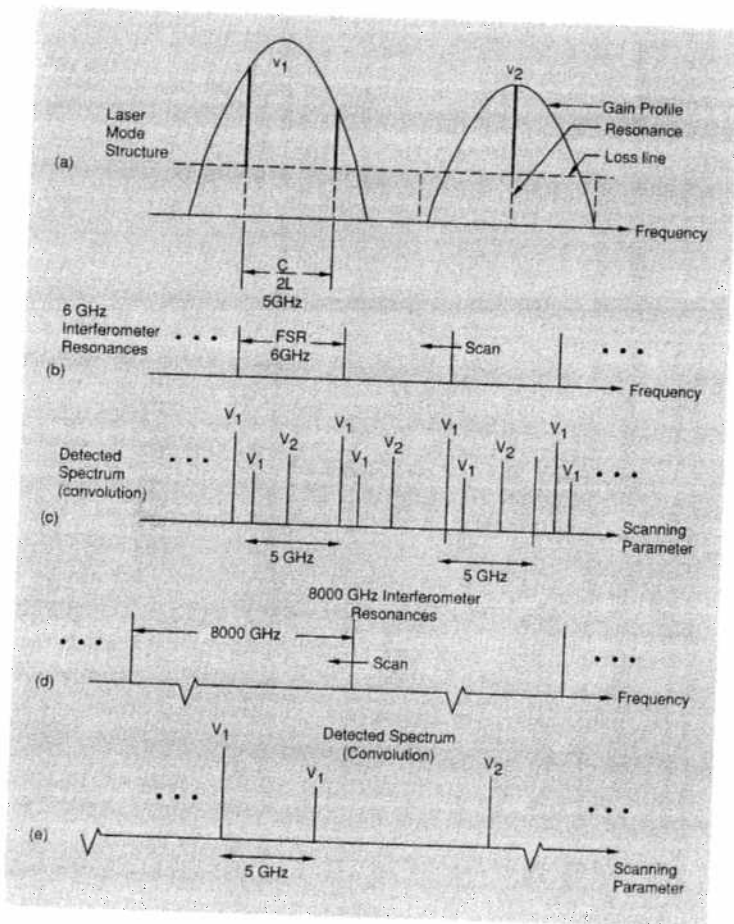 V1
V2
Gain Profile
Resonance
Loss line
Laser
Mode
Structure
(a)
Frequency
C
2L
5GHz
6 GHz
Interferometer
Resonances
FSR
6GHz
Scan
(b)
Frequency
V1
V1
V2
V1
V1
V2
V1
V1
V2
V1
V1
Detected
Spectrum
(convolution)
(c)
5 GHz
5 GHz
Scanning
Parameter
8000 GHz Interferometer
Resonances
8000 GHz
Scan
(d)
Frequency
Detected Spectrum
(Convolution)
V1
V1
V2
(e)
5 GHz
Scanning
Parameter